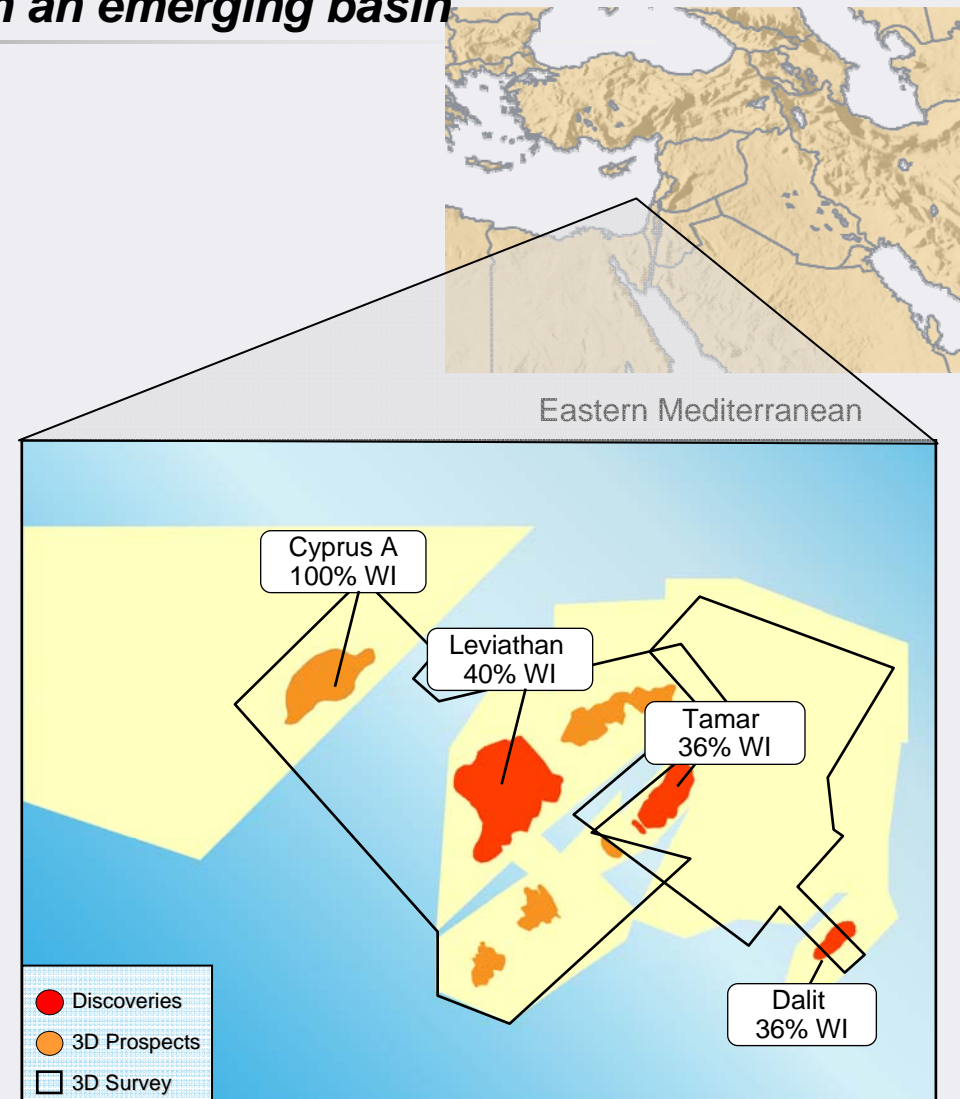 an emerging basin
Eastern Mediterranean
Cyprus A
100% WI
Leviathan
40% WI
Tamar
36% WI
Dalit
36% WI
Discoveries
3D Prospects
3D Survey